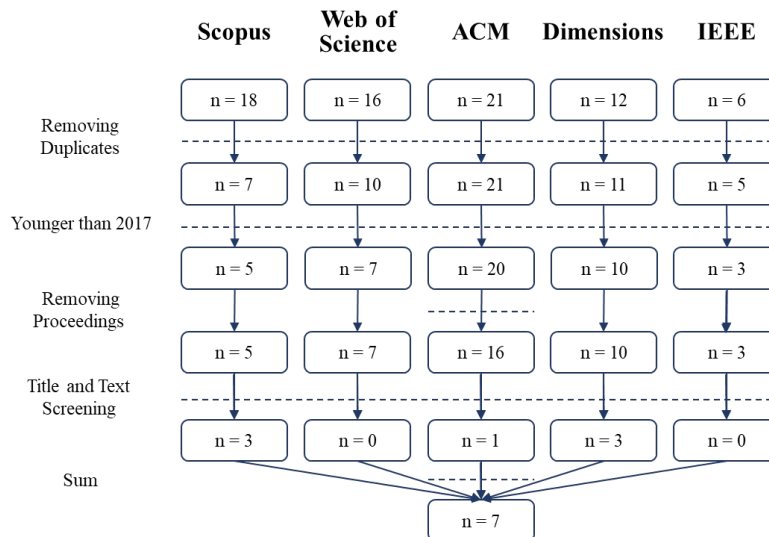 Scopus
Web of
Science
ACM
Dimensions
IEEE
n = 18
n = 16
n = 21
n = 12
n = 6
Removing
Duplicates
n = 7
n = 10
n = 21
n = 11
n = 5
Younger than 2017
n = 5
n = 7
n = 20
n = 10
n = 3
Removing
Proceedings
n = 5
n = 7
n = 16
n = 10
n = 3
Title and Text
Screening
n = 3
n = 0
n = 1
n = 3
n = 0
Sum
n = 7